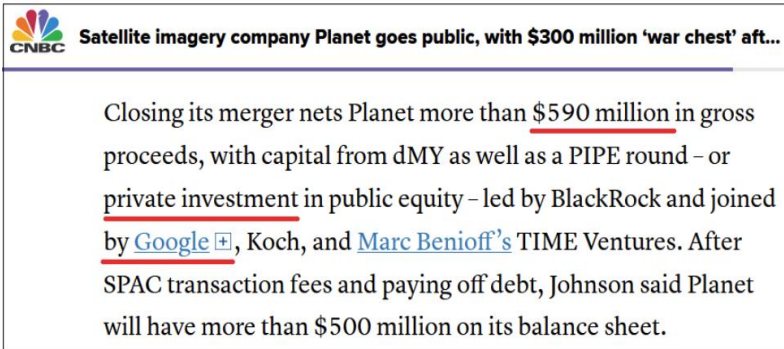 CNBC
Satellite imagery company Planet goes public, with $300 million ‘war chest’ aft...
Closing its merger nets Planet more than $590 million in gross
proceeds, with capital from dMY as well as a PIPE round – or
private investment in public equity – led by BlackRock and joined
by Google +, Koch, and Marc Benioff’s TIME Ventures. After
SPAC transaction fees and paying off debt, Johnson said Planet
will have more than $500 million on its balance sheet.